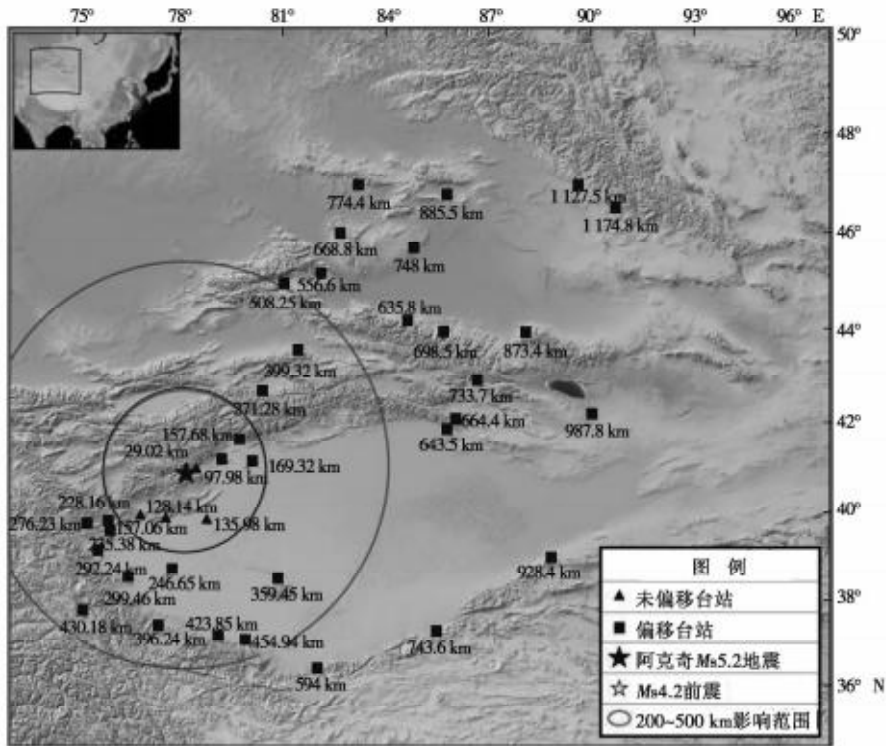 75° 78° 81° 84° 87° 90° 93° 96° E
50°
48°
774.4 km
885.5 km
1 127.5 km
1 174.8 km
46°
668.8 km
748 km
556.6 km
508.25 km
635.8 km
44°
698.5 km
873.4 km
399.32 km
733.7 km
371.28 km
664.4 km
987.8 km
42°
643.5 km
157.68 km
29.02 km
169.32 km
97.98 km
40°
228.16 km
128.14 km
276.23 km
157.06 km
135.98 km
235.38 km
292.24 km
246.65 km
359.45 km
928.4 km
299.46 km
38°
430.18 km
423.85 km
396.24 km
454.94 km
743.6 km
594 km
36° N
图 例
未偏移台站
偏移台站
阿克奇Ms5.2地震
Ms4.2前震
200~500 km影响范围